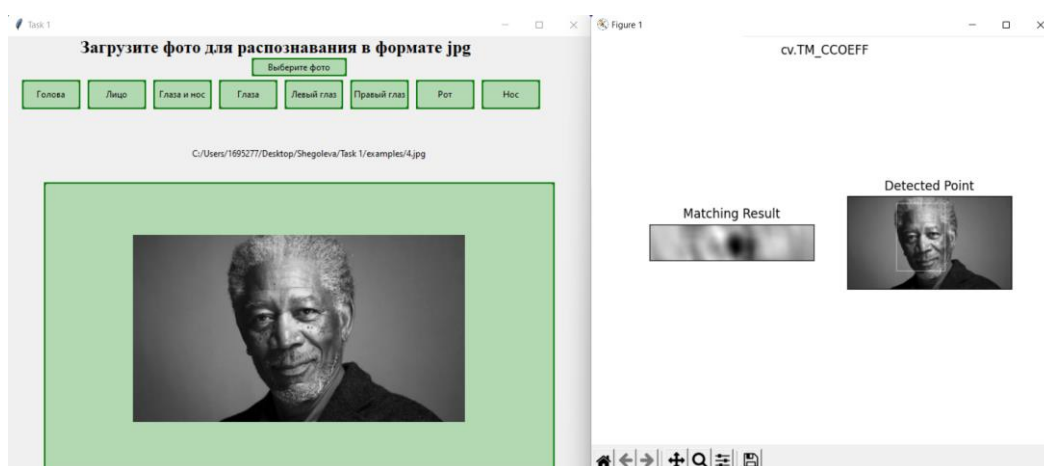 Task 1
Загрузите фото для распознавания в формате jpg
Выберите фото
Голова Лицо Глаза и нос Глаза Левый глаз Правый глаз Рот Нос
C:/Users/1695277/Desktop/Shegoleva/Task 1/examples/4.jpg
Figure 1
cv.TM_CCOEFF
Matching Result
Detected Point